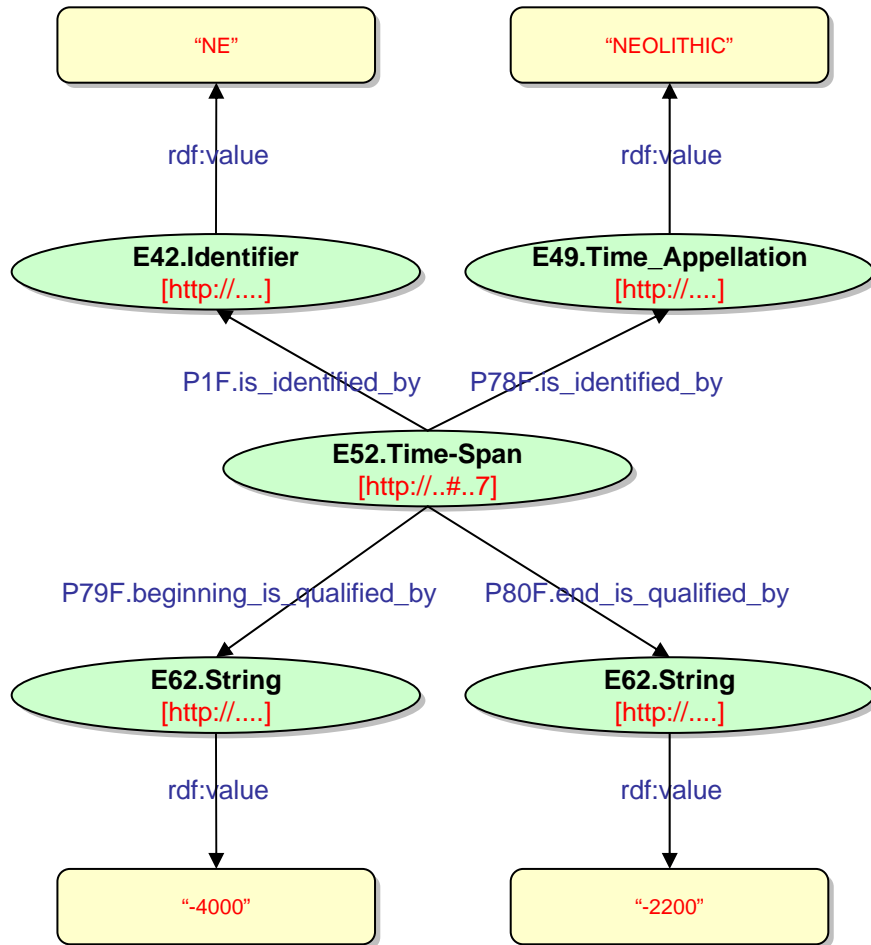 “NE”
“NEOLITHIC”
rdf:value
rdf:value
E42.Identifier
[http://....]
E49.Time_Appellation
[http://....]
P1F.is_identified_by
P78F.is_identified_by
E52.Time-Span
[http://..#..7]
P79F.beginning_is_qualified_by
P80F.end_is_qualified_by
E62.String
[http://....]
E62.String
[http://....]
rdf:value
rdf:value
“-4000”
“-2200”